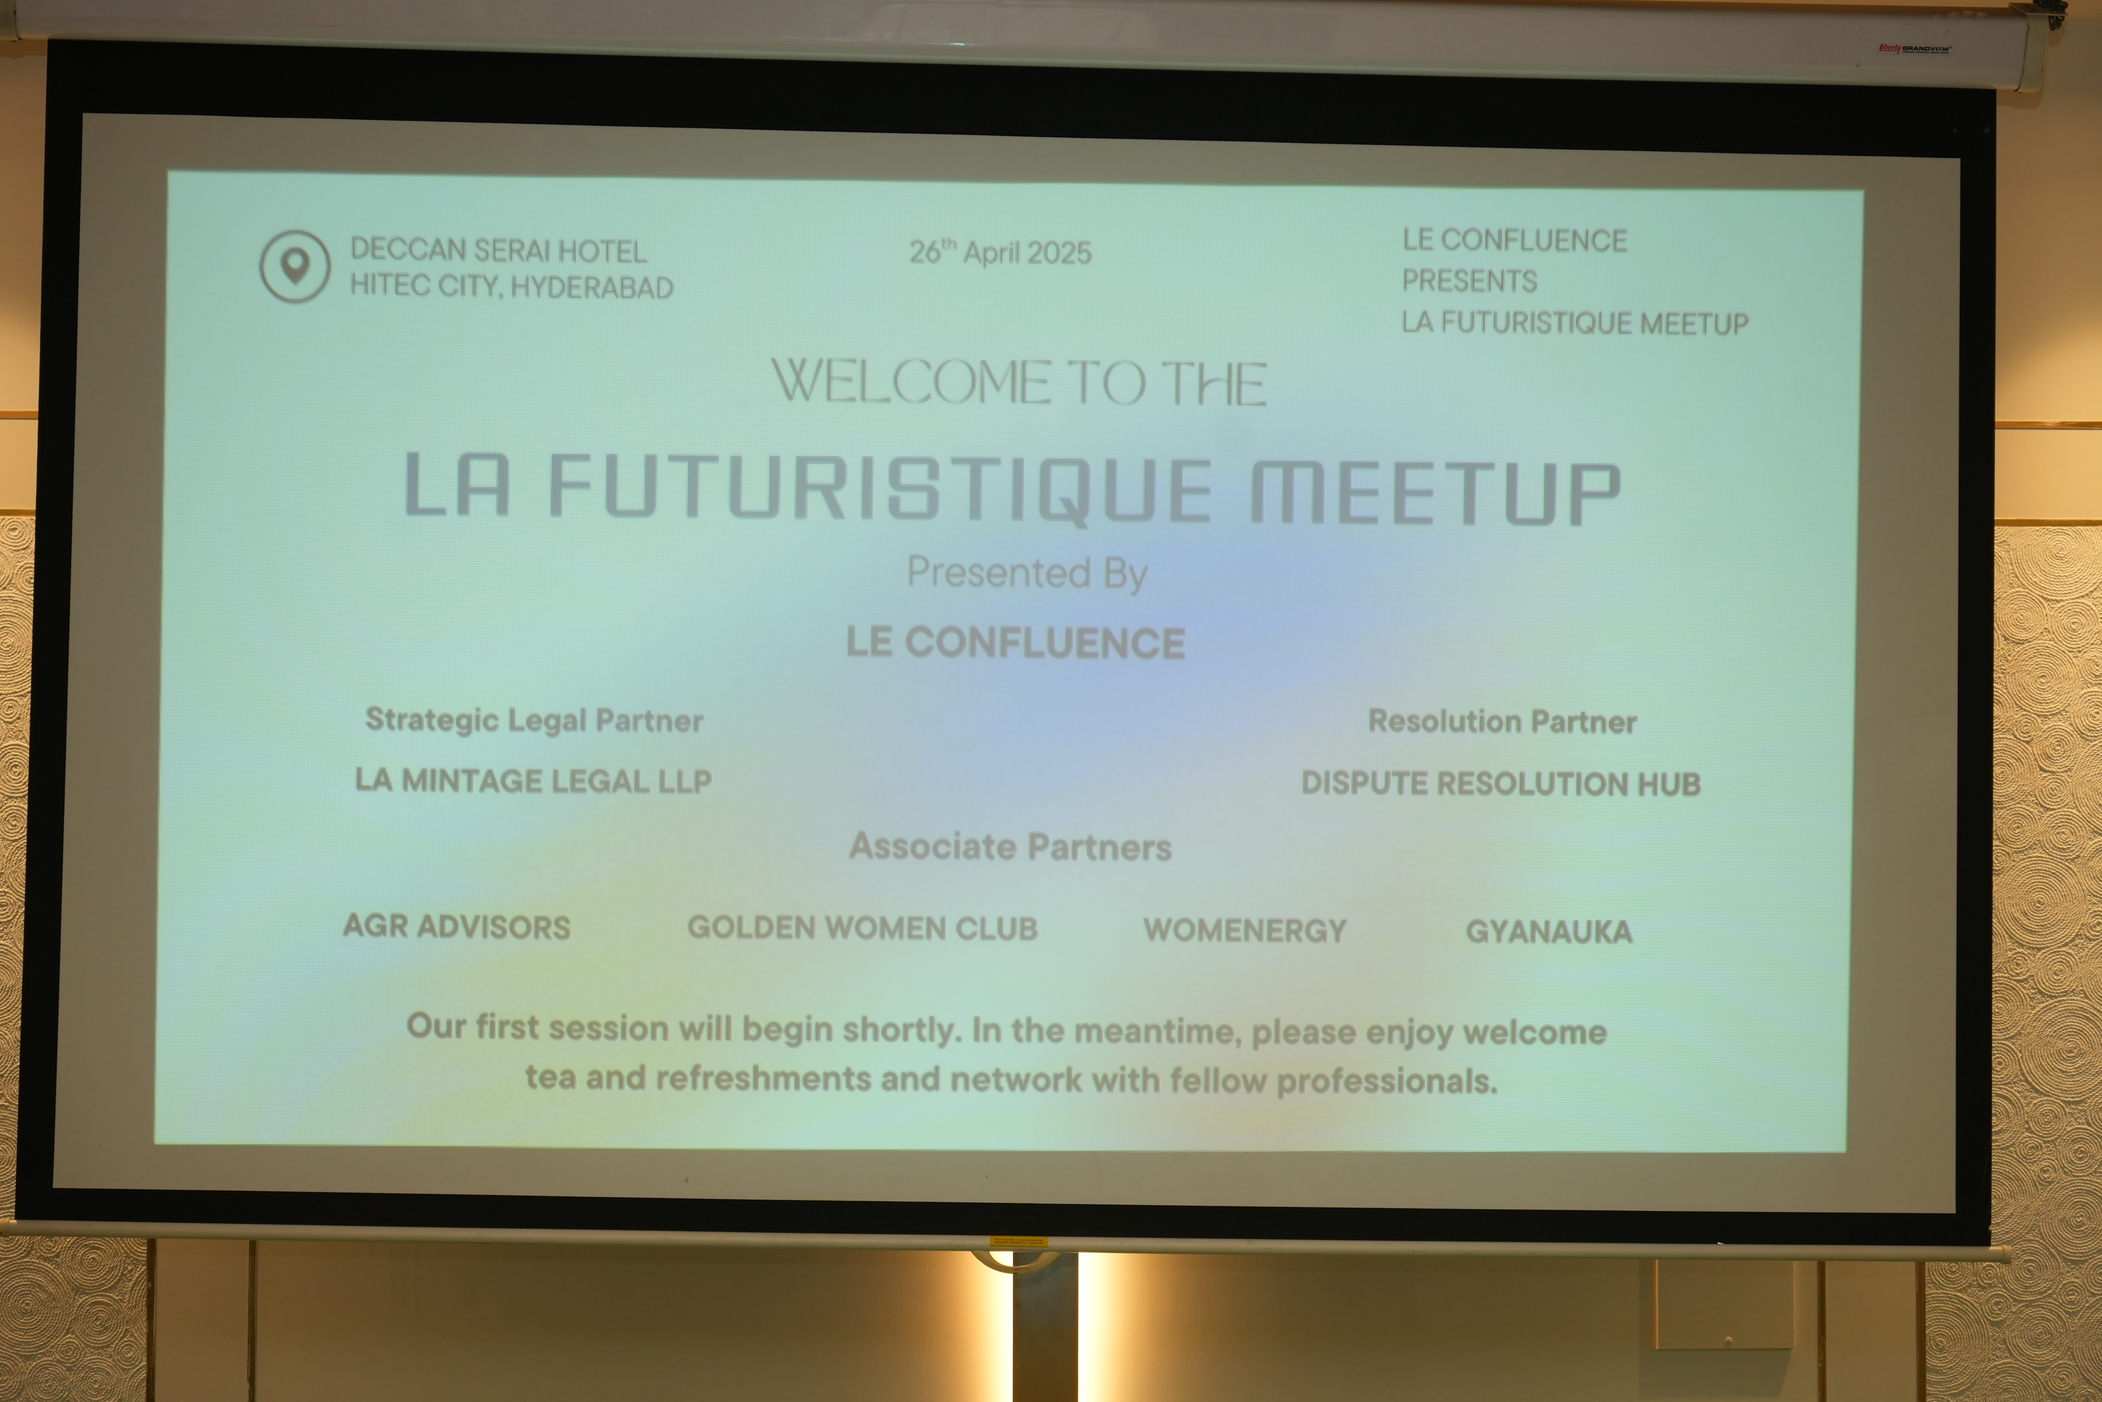 Liberty GRANDVIEW
DECCAN SERAI HOTEL
HITEC CITY, HYDERABAD
26th April 2025
LE CONFLUENCE
PRESENTS
LA FUTURISTIQUE MEETUP
WELCOME TO THE
LA FUTURISTIQUE MEETUP
Presented By
LE CONFLUENCE
Strategic Legal Partner
LA MINTAGE LEGAL LLP
Resolution Partner
DISPUTE RESOLUTION HUB
Associate Partners
AGR ADVISORS
GOLDEN WOMEN CLUB
WOMENERGY
GYANAUKA
Our first session will begin shortly. In the meantime, please enjoy welcome
tea and refreshments and network with fellow professionals.